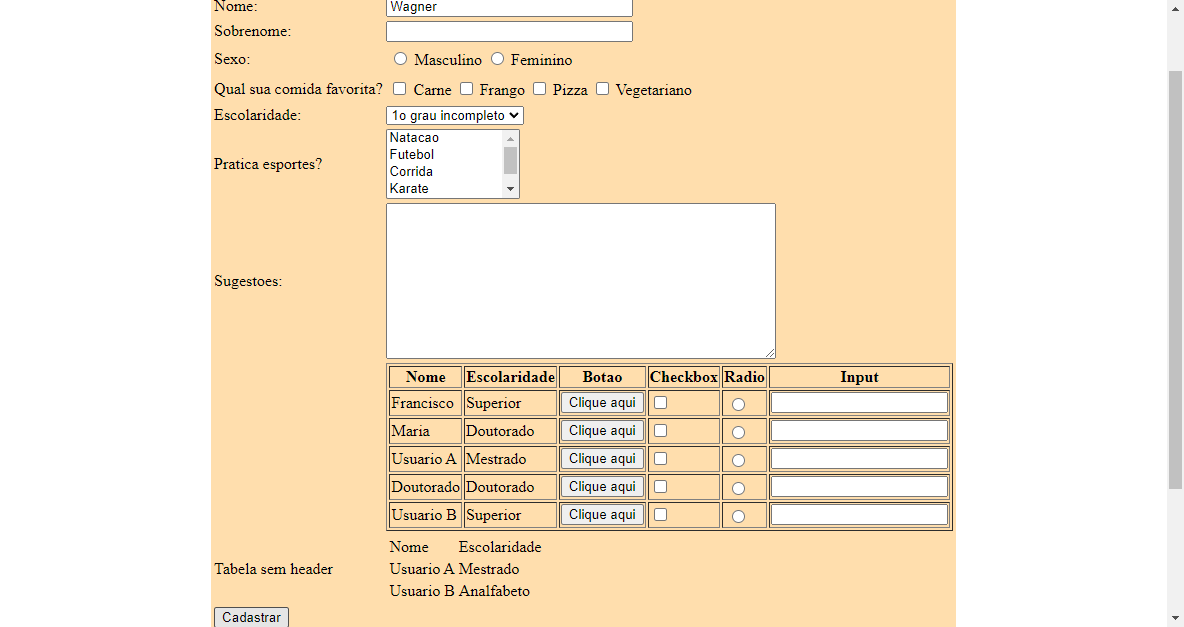 Nome: Wagner
Sobrenome:
Sexo: Masculino Feminino
Qual sua comida favorita? Carne Frango Pizza Vegetariano
Escolaridade: 1o grau incompleto
Natacao
Futebol
Pratica esportes?
Corrida
Karate
Sugestoes:
Nome Escolaridade Botao Checkbox Radio Input
Francisco Superior Clique aqui
Maria Doutorado Clique aqui
Usuario A Mestrado Clique aqui
Doutorado Doutorado Clique aqui
Usuario B Superior Clique aqui
Nome Escolaridade
Tabela sem header Usuario A Mestrado
Usuario B Analfabeto
Cadastrar